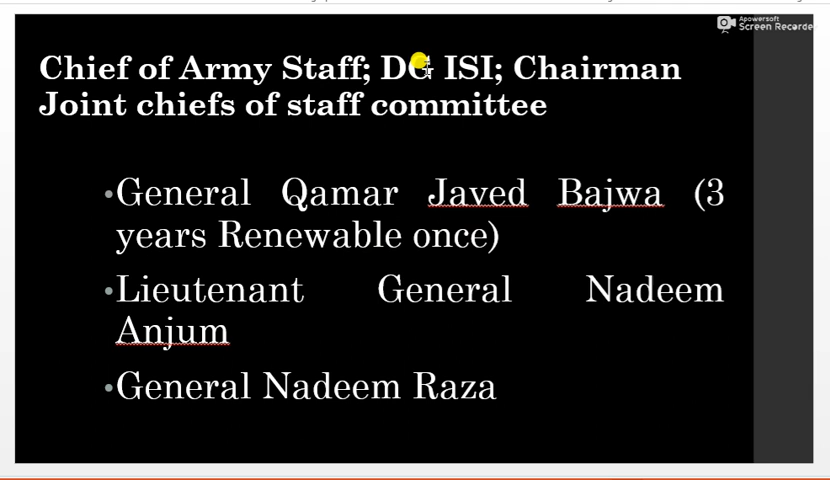 Apowersoft
Screen Recorder
Chief of Army Staff; DG ISI; Chairman
Joint chiefs of staff committee
•General Qamar Javed Bajwa (3
years Renewable once)
•Lieutenant General Nadeem
Anjum
•General Nadeem Raza